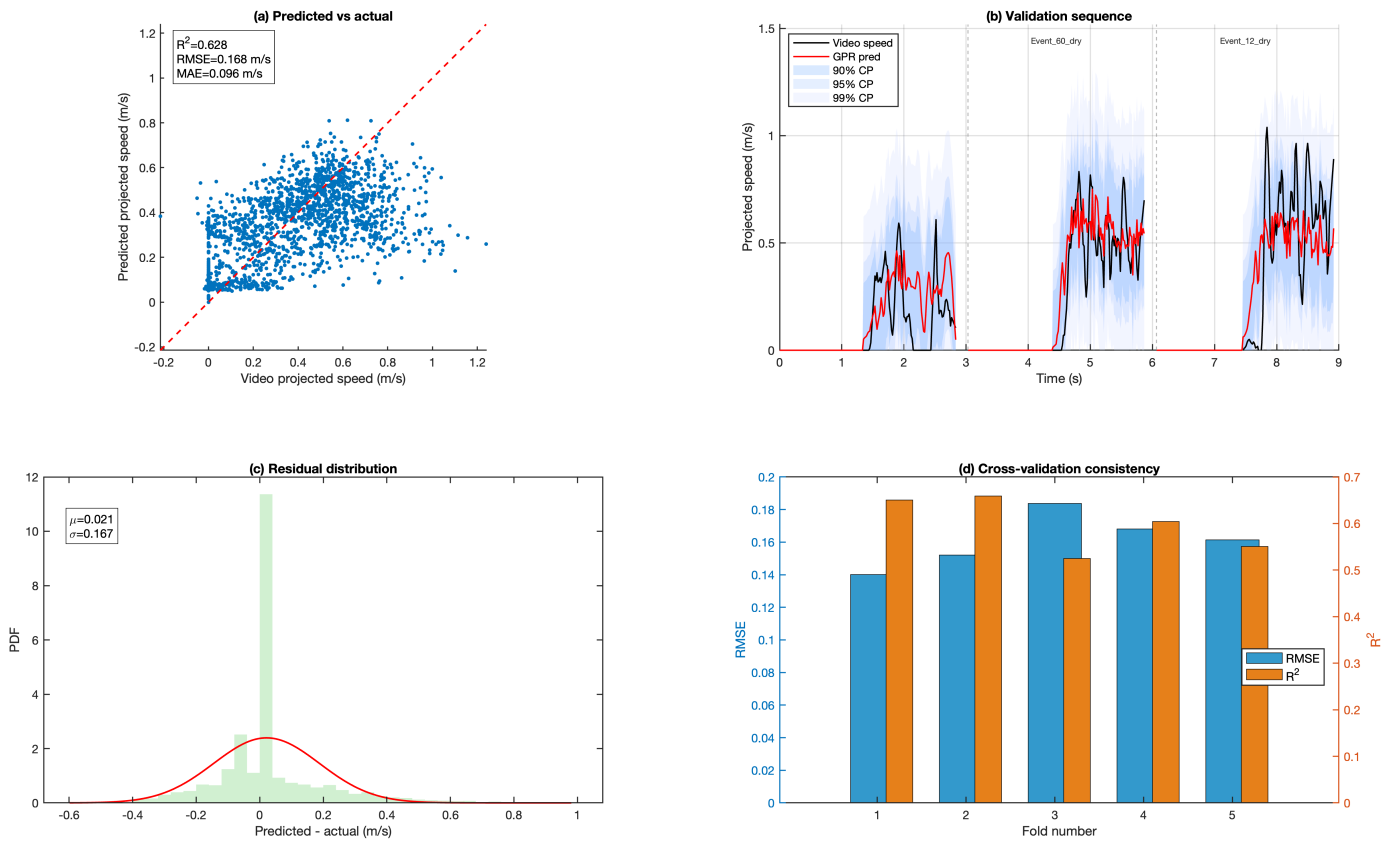 (a) Predicted vs actual
R²=0.628
RMSE=0.168 m/s
MAE=0.096 m/s
1.2
1
0.8
0.6
0.4
0.2
0
-0.2
Predicted projected speed (m/s)
-0.2 0 0.2 0.4 0.6 0.8 1 1.2
Video projected speed (m/s)
(b) Validation sequence
Video speed
GPR pred
90% CP
95% CP
99% CP
Event_60_dry
Event_12_dry
1.5
1
0.5
0
Projected speed (m/s)
0 1 2 3 4 5 6 7 8 9
Time (s)
(c) Residual distribution
μ=0.021
σ=0.167
12
10
8
6
4
2
0
PDF
-0.6 -0.4 -0.2 0 0.2 0.4 0.6 0.8 1
Predicted - actual (m/s)
(d) Cross-validation consistency
0.2
0.18
0.16
0.14
0.12
0.1
0.08
0.06
0.04
0.02
0
RMSE
RMSE
R²
0.7
0.6
0.5
0.4
0.3
0.2
0.1
0
R²
1 2 3 4 5
Fold number